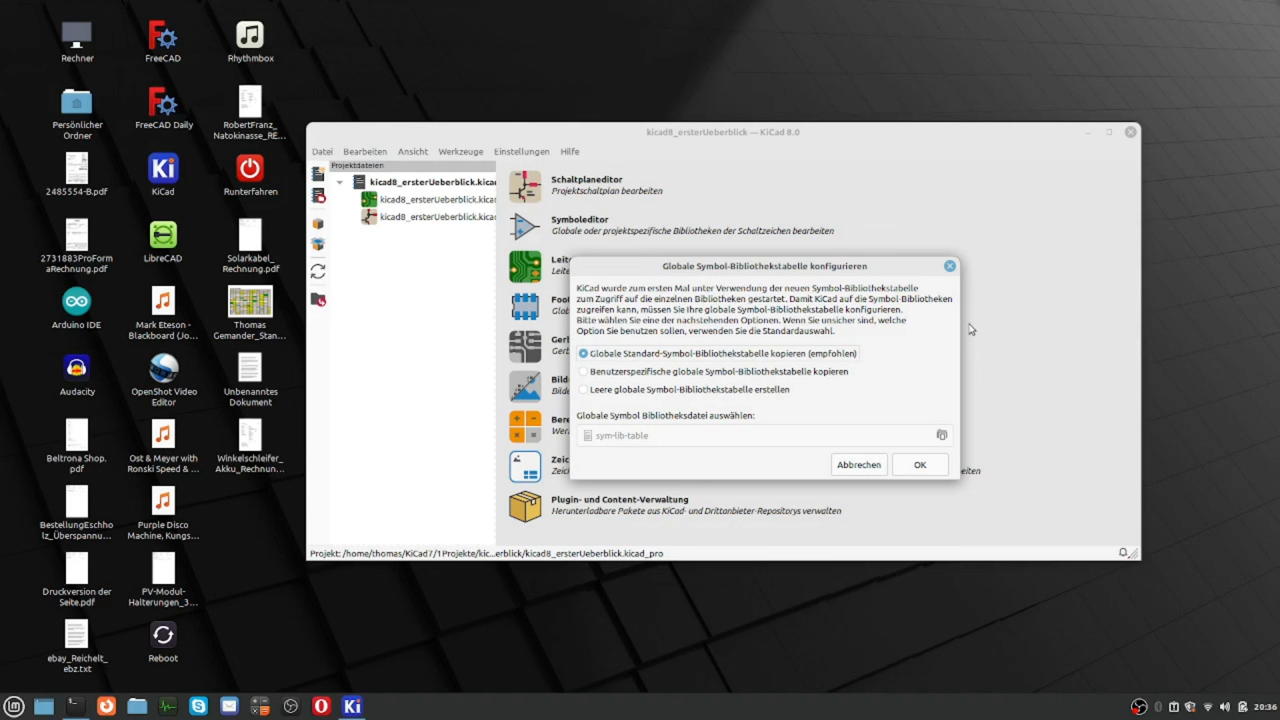 Rechner
FreeCAD
Rhythmbox
Persönlicher
Ordner
FreeCAD Daily
RobertFranz_
Natokinasse_RE...
2485554-B.pdf
KiCad
Runterfahren
2731883ProFor
maRechnung.pdf
LibreCAD
Solarkabel_
Rechnung.pdf
Arduino IDE
Mark Eteson -
Blackboard (Jo...
Thomas
Gemander_Stan...
Audacity
OpenShot Video
Editor
Unbenanntes
Dokument
Beltrona Shop.
pdf
Ost & Meyer with
Ronski Speed & ...
Winkelschleifer_
Akku_Rechnun...
BestellungEschho
lz_Überspannu...
Purple Disco
Machine, Kungs...
Druckversion der
Seite.pdf
PV-Modul-
Halterungen_3...
ebay_Reichelt_
ebz.txt
Reboot
kicad8_ersterUeberblick — KiCad 8.0
Datei Bearbeiten Ansicht Werkzeuge Einstellungen Hilfe
Projektdateien
kicad8_ersterUeberblick.kicad
kicad8_ersterUeberblick.kicad
kicad8_ersterUeberblick.kicad
Schaltplaneditor
Projektschaltplan bearbeiten
Symboleditor
Globale oder projektspezifische Bibliotheken der Schaltzeichen bearbeiten
Globale Symbol-Bibliothekstabelle konfigurieren
KiCad wurde zum ersten Mal unter Verwendung der neuen Symbol-Bibliothekstabelle
zum Zugriff auf die einzelnen Bibliotheken gestartet. Damit KiCad auf die Symbol-Bibliotheken
zugreifen kann, müssen Sie Ihre globale Symbol-Bibliothekstabelle konfigurieren.
Bitte wählen Sie eine der nachstehenden Optionen. Wenn Sie unsicher sind, welche
Option Sie benutzen sollen, verwenden Sie die Standardauswahl.
Globale Standard-Symbol-Bibliothekstabelle kopieren (empfohlen)
Benutzerspezifische globale Symbol-Bibliothekstabelle kopieren
Leere globale Symbol-Bibliothekstabelle erstellen
Globale Symbol Bibliotheksdatei auswählen:
sym-lib-table
Abbrechen OK
Plugin- und Content-Verwaltung
Herunterladbare Pakete aus KiCad- und Drittanbieter-Repositorys verwalten
Projekt: /home/thomas/KiCad7/1Projekte/kic...erblick/kicad8_ersterUeberblick.kicad_pro
20:36